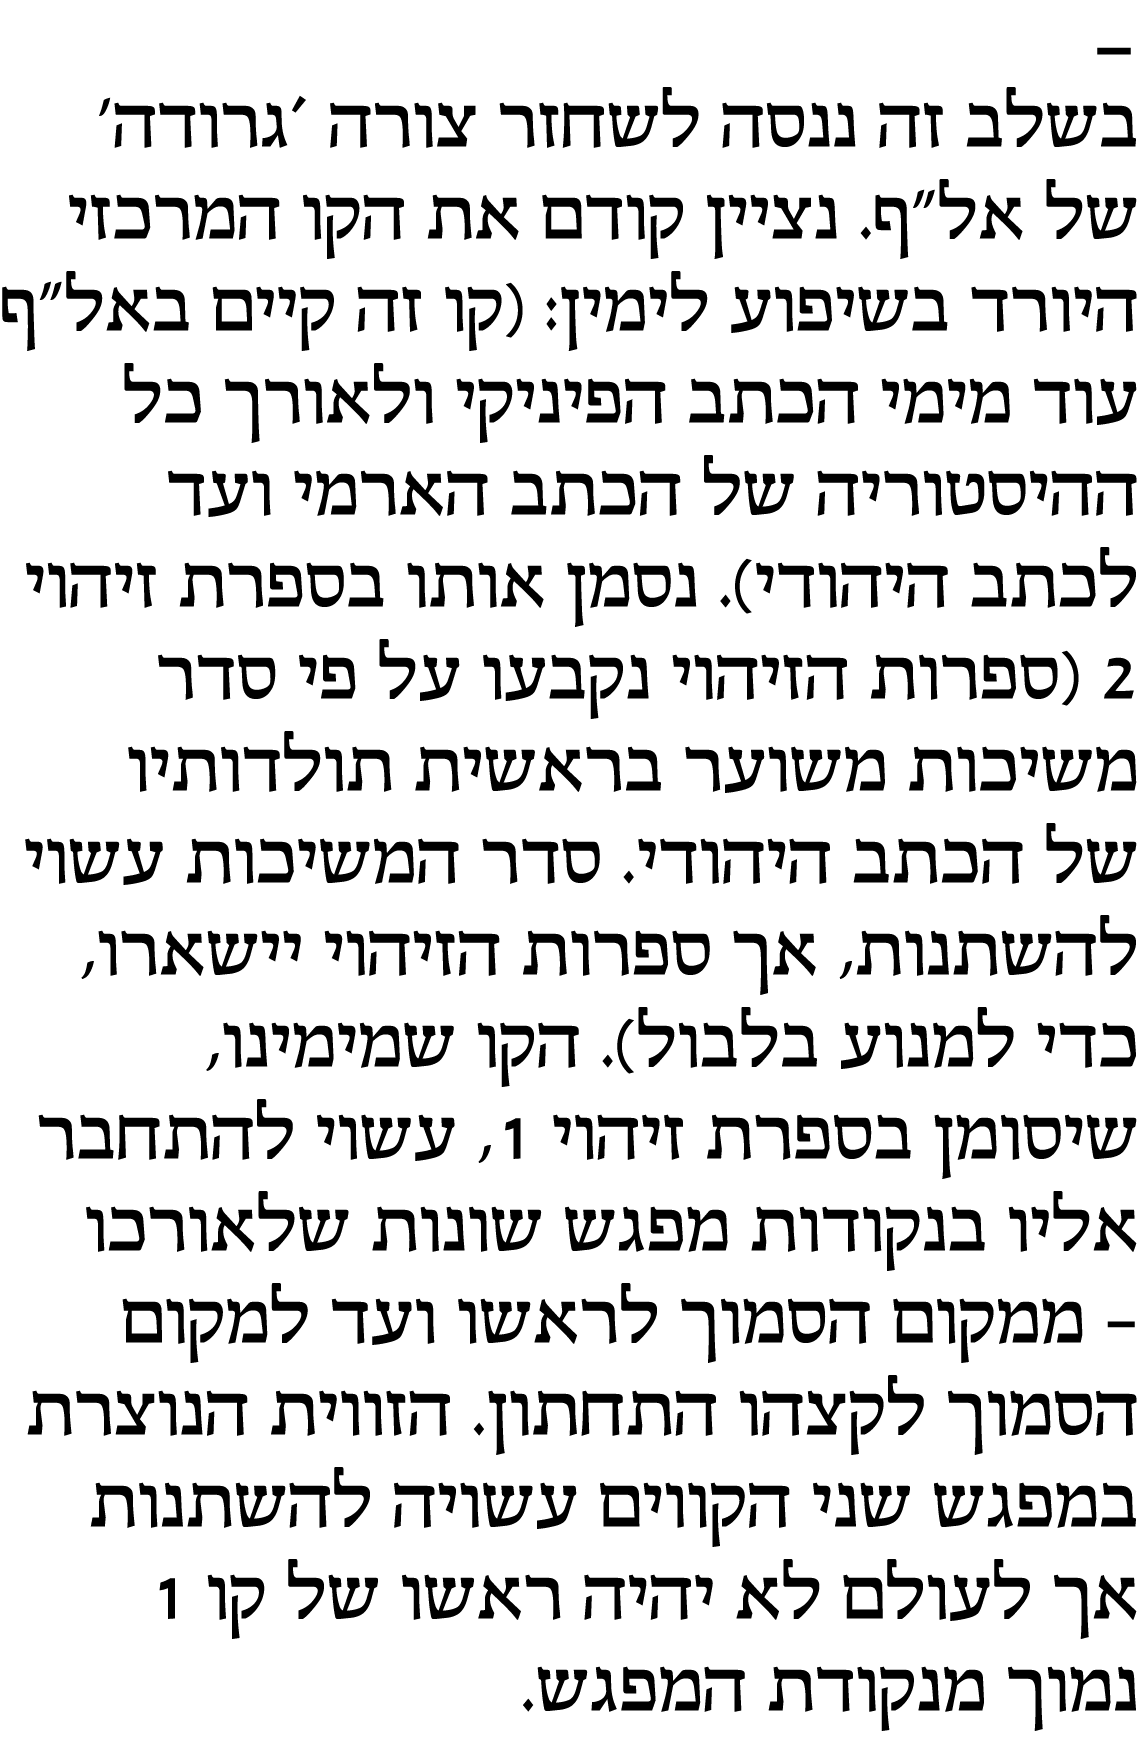 –
בשלב זה ננסה לשחזר צורה ’גרודה’
של אל”ף. נציין קודם את הקו המרכזי
היורד בשיפוע לימין: (קו זה קיים באל”ף
עוד מימי הכתב הפיניקי ולאורך כל
ההיסטוריה של הכתב הארמי ועד
לכתב היהודי). נסמן אותו בספרת זיהוי
2 (ספרות הזיהוי נקבעו על פי סדר
משיכות משוער בראשית תולדותיו
של הכתב היהודי. סדר המשיכות עשוי
להשתנות, אך ספרות הזיהוי יישארו,
כדי למנוע בלבול). הקו שמימינו,
שיסומן בספרת זיהוי 1, עשוי להתחבר
אליו בנקודות מפגש שונות שלאורכו
– ממקום הסמוך לראשו ועד למקום
הסמוך לקצהו התחתון. הזווית הנוצרת
במפגש שני הקווים עשויה להשתנות
אך לעולם לא יהיה ראשו של קו 1
נמוך מנקודת המפגש.